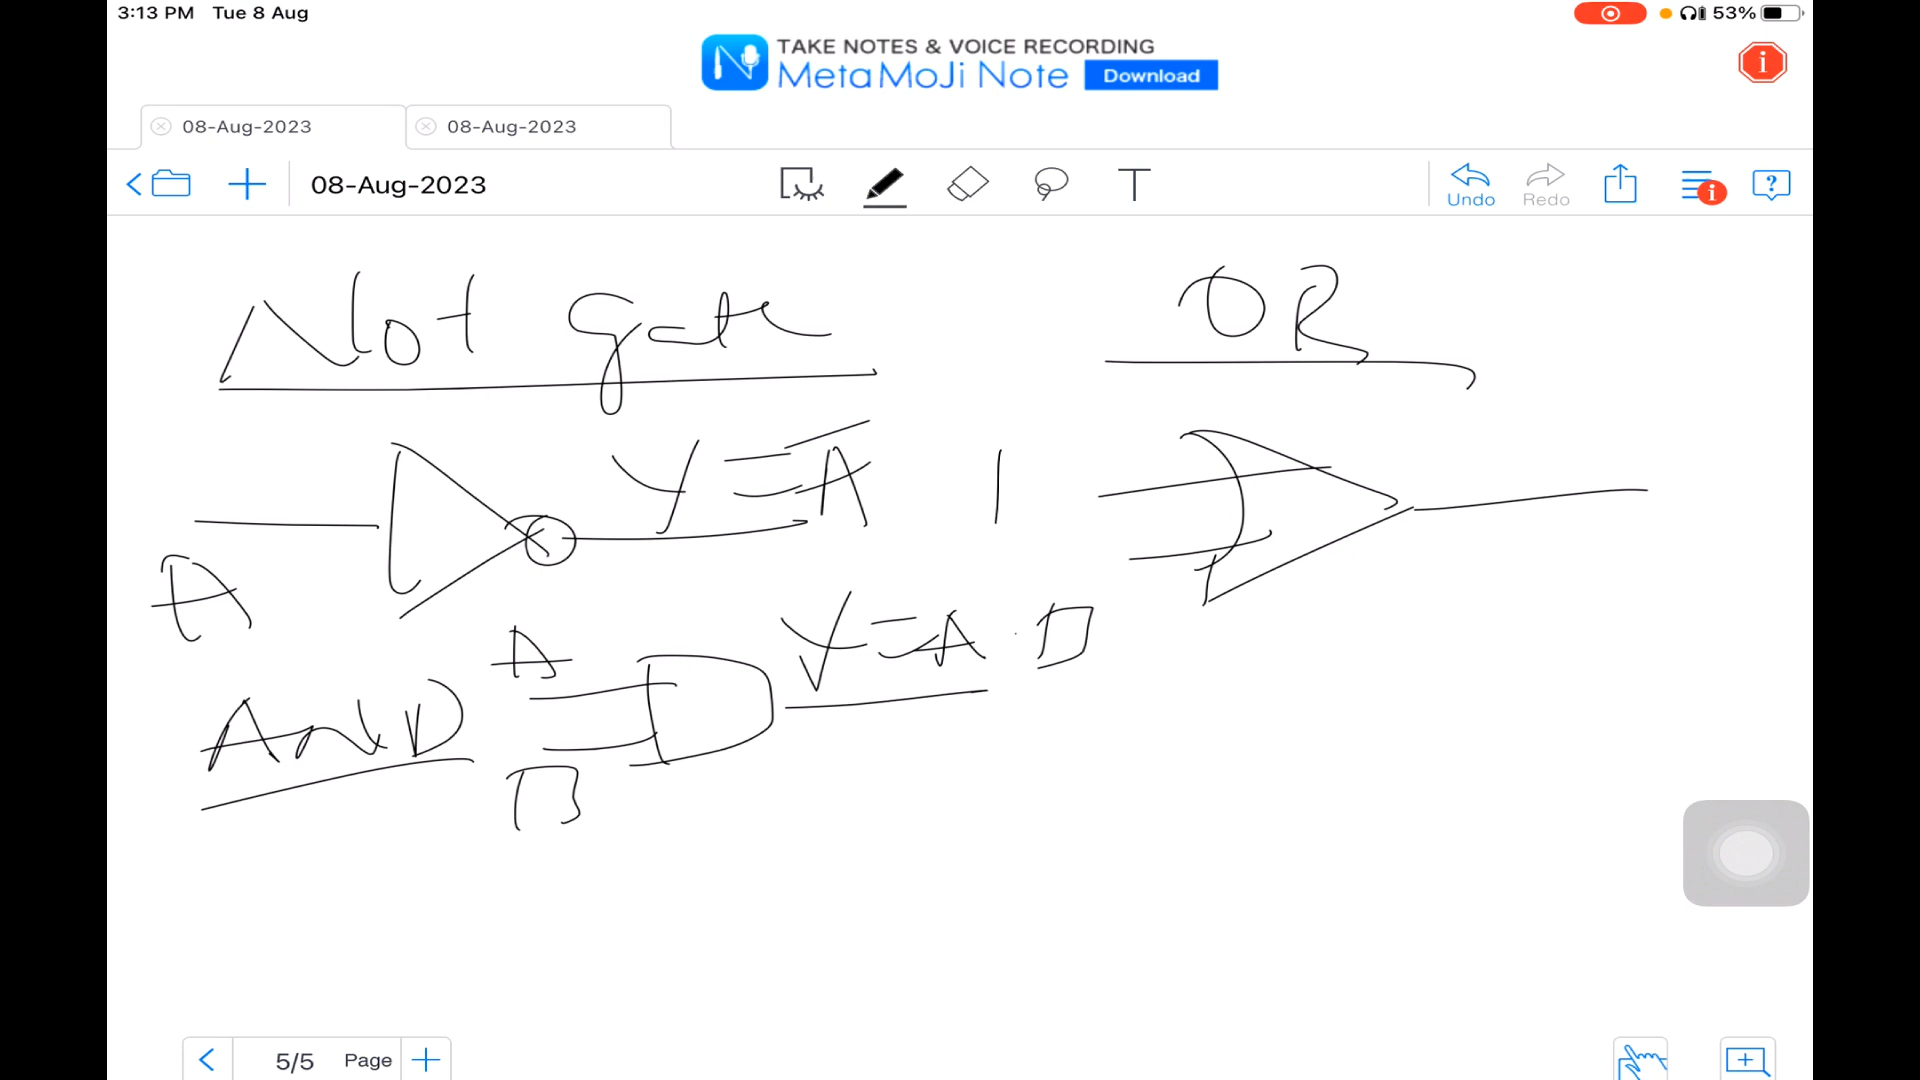 3:13 PM Tue 8 Aug
53%
TAKE NOTES & VOICE RECORDING
MetaMoJi Note Download
08-Aug-2023
08-Aug-2023
08-Aug-2023
T
Undo
Redo
Not gate
OR
A
Y = A̅
AND
A
B
Y = A · B
5/5 Page